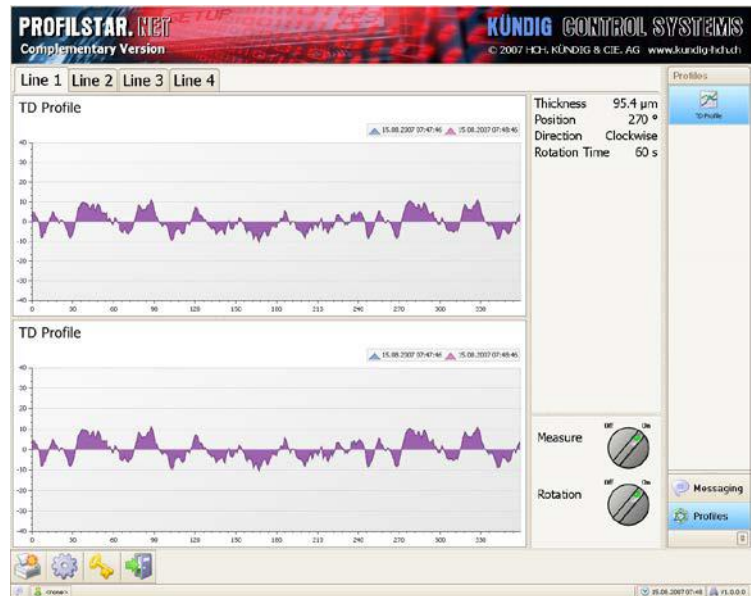 PROFILSTAR.NET
Complementary Version
KÜNDIG CONTROL SYSTEMS
© 2007 HCH. KÜNDIG & CIE. AG www.kundig-hch.ch
Line 1 Line 2 Line 3 Line 4
TD Profile
15.08.2007 07:47:46 15.08.2007 07:48:46
40
30
20
10
0
-10
-20
-30
-40
0 30 60 90 120 150 180 210 240 270 300 330
TD Profile
15.08.2007 07:47:46 15.08.2007 07:48:46
40
30
20
10
0
-10
-20
-30
-40
0 30 60 90 120 150 180 210 240 270 300 330
Thickness 95.4 µm
Position 270 °
Direction Clockwise
Rotation Time 60 s
Measure
Off On
Rotation
Off On
Profiles
TD Profile
Messaging
Profiles
<none>
15.08.2007 07:48 V1.0.0.0